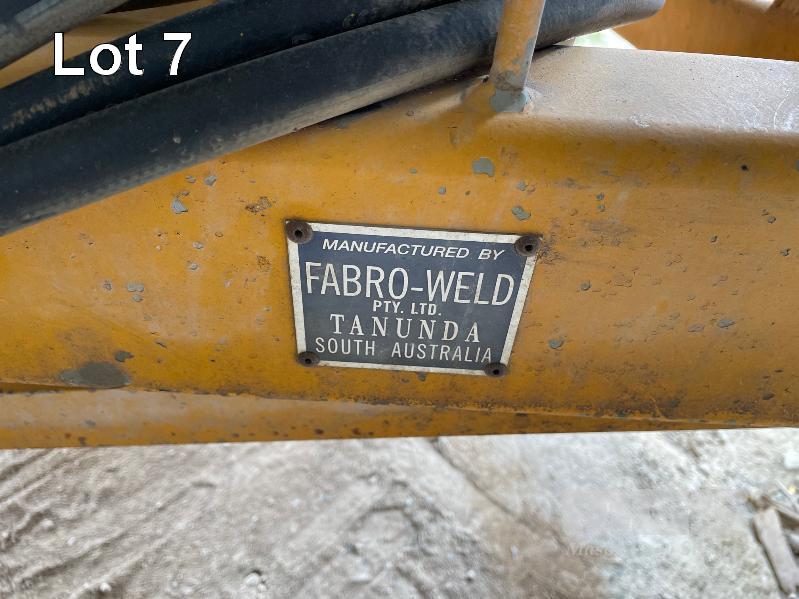 Lot 7
MANUFACTURED BY
FABRO-WELD
PTY. LTD.
TANUNDA
SOUTH AUSTRALIA